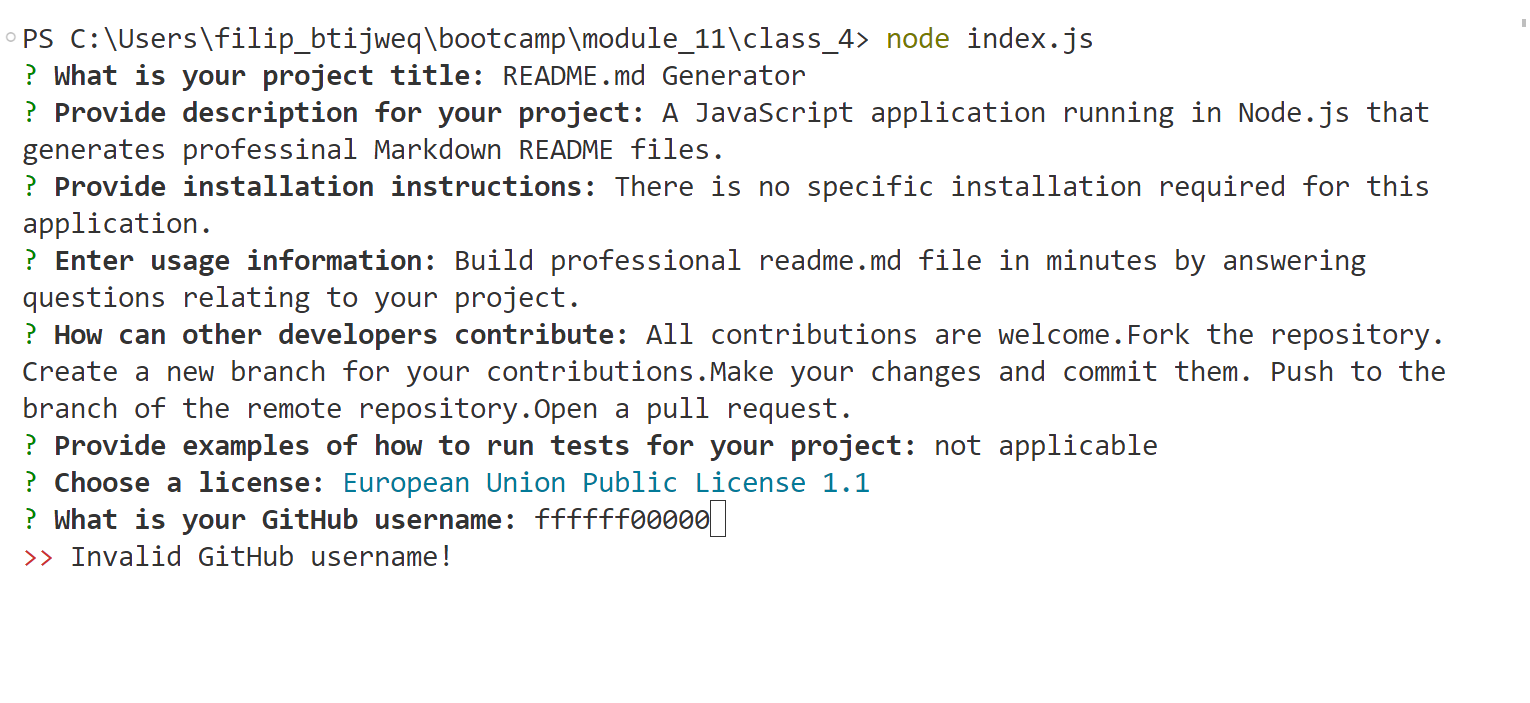 PS C:\Users\filip_btijweq\bootcamp\module_11\class_4> node index.js
? What is your project title: README.md Generator
? Provide description for your project: A JavaScript application running in Node.js that
generates professinal Markdown README files.
? Provide installation instructions: There is no specific installation required for this
application.
? Enter usage information: Build professional readme.md file in minutes by answering
questions relating to your project.
? How can other developers contribute: All contributions are welcome.Fork the repository.
Create a new branch for your contributions.Make your changes and commit them. Push to the
branch of the remote repository.Open a pull request.
? Provide examples of how to run tests for your project: not applicable
? Choose a license: European Union Public License 1.1
? What is your GitHub username: ffffff00000
>> Invalid GitHub username!